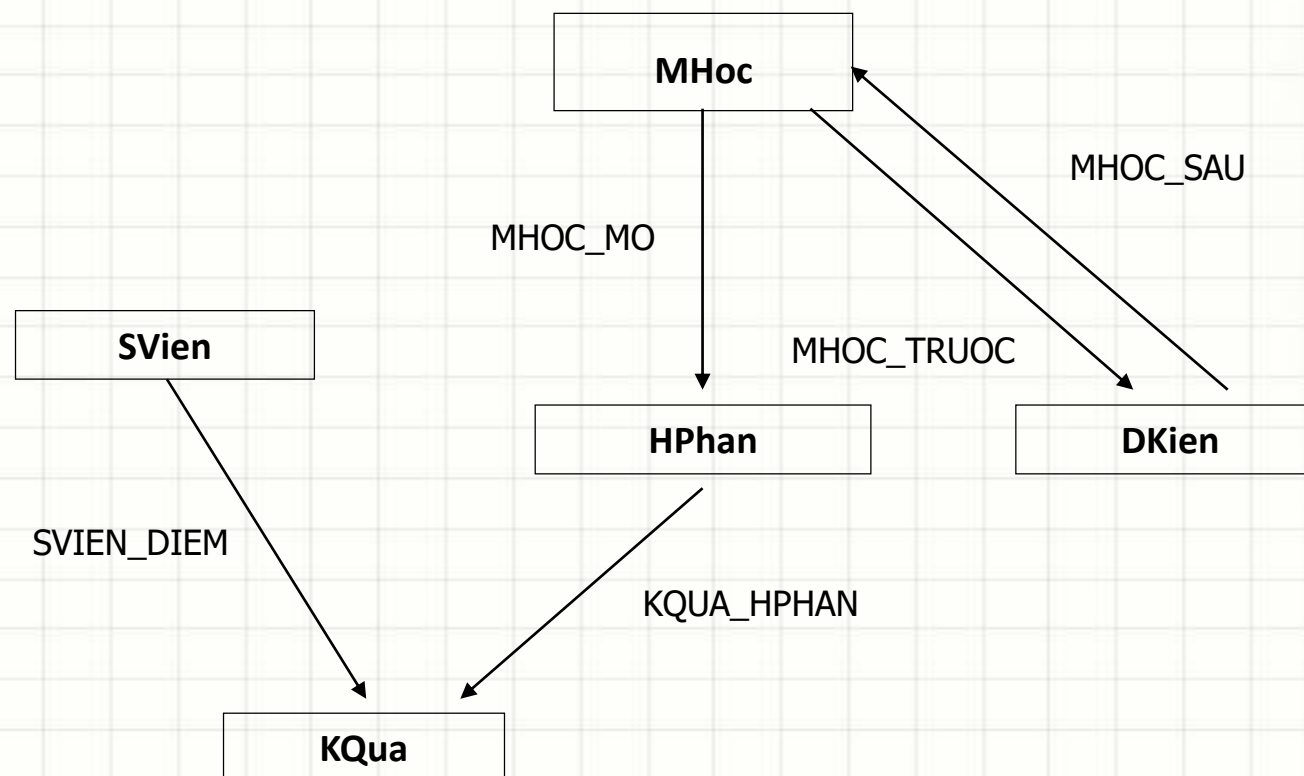 MHoc
MHOC_SAU
MHOC_MO
SVien
MHOC_TRUOC
HPhan
DKien
SVIEN_DIEM
KQUA_HPHAN
KQua